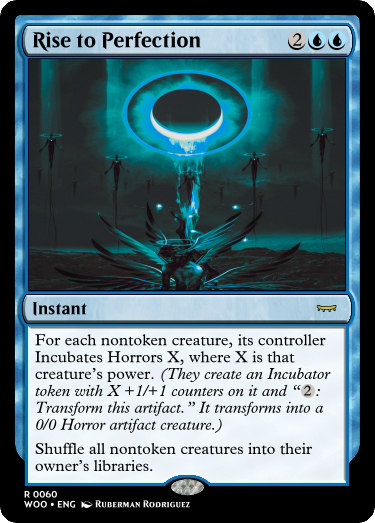 Rise to Perfection 2
Instant
For each nontoken creature, its controller
Incubates Horrors X, where X is that
creature's power. (They create an Incubator
token with X +1/+1 counters on it and “2:
Transform this artifact.” It transforms into a
0/0 Horror artifact creature.)
Shuffle all nontoken creatures into their
owner's libraries.
R 0060
WOO • ENG Ruberman Rodriguez